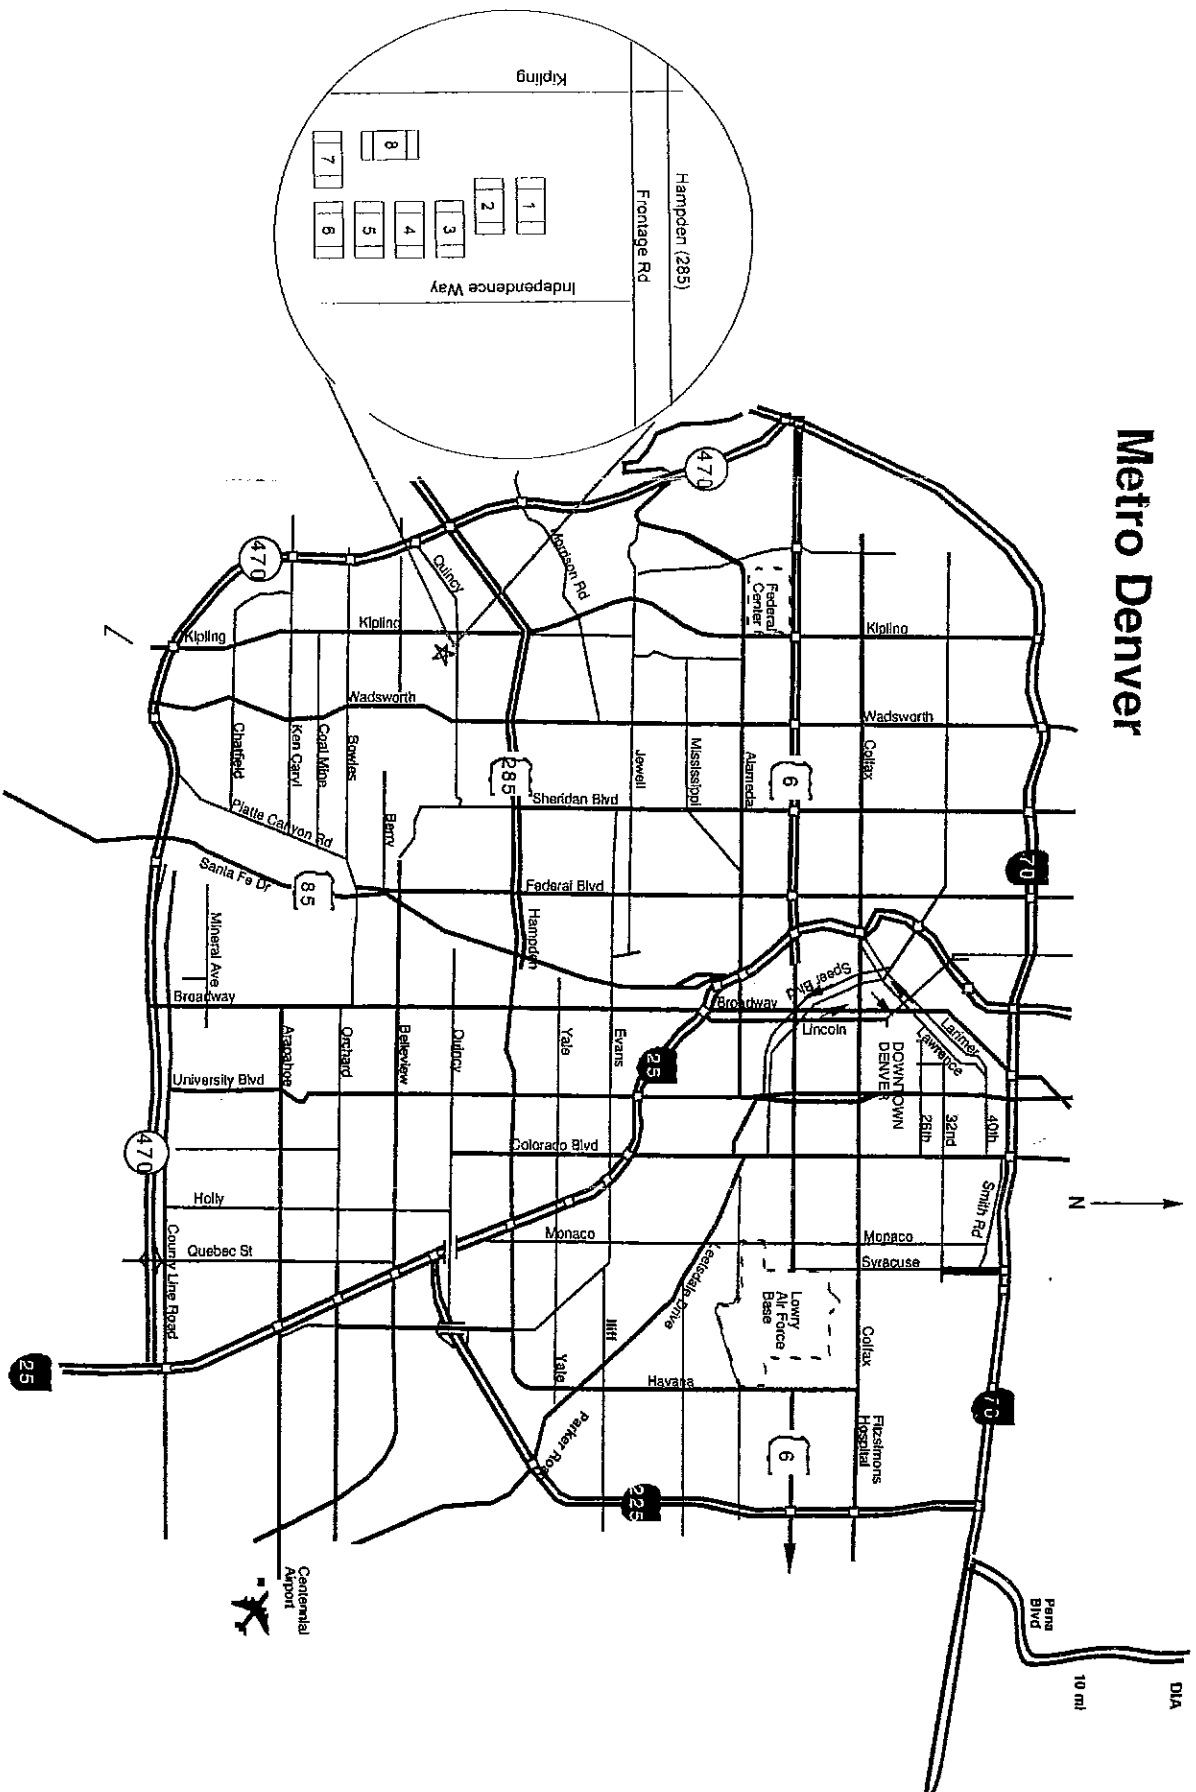 Metro Denver
N
DIA
10 mi
Pena
Blvd
Kipling
Hampden (285)
Frontage Rd
Independence Way
1
2
3
4
5
6
7
8
470
70
70
6
6
Federal
Center
Kipling
Wadsworth
Colfax
Alameda
Mississippi
Jewell
Sheridan Blvd
Federal Blvd
Hampden
285
Morrison Rd
Quincy
470
Kipling
Kipling
Wadsworth
Bowles
Coal Mine
Ken Caryl
Chatfield
Platte Canyon Rd
Berry
Santa Fe Dr
85
Mineral Ave
Broadway
Speer Blvd
Broadway
Lincoln
Larimer
Lawrence
DOWNTOWN
DENVER
40th
32nd
26th
Smith Rd
25
Evans
Yale
Quincy
Belleview
Orchard
Arapahoe
University Blvd
Colorado Blvd
470
Holly
Quebec St
County Line Road
Monaco
Monaco
Syracuse
Leetsdale Drive
Lowry
Air Force
Base
Colfax
Iliff
Yale
Havana
Parker Road
Fitzsimons
Hospital
225
25
Centennial
Airport